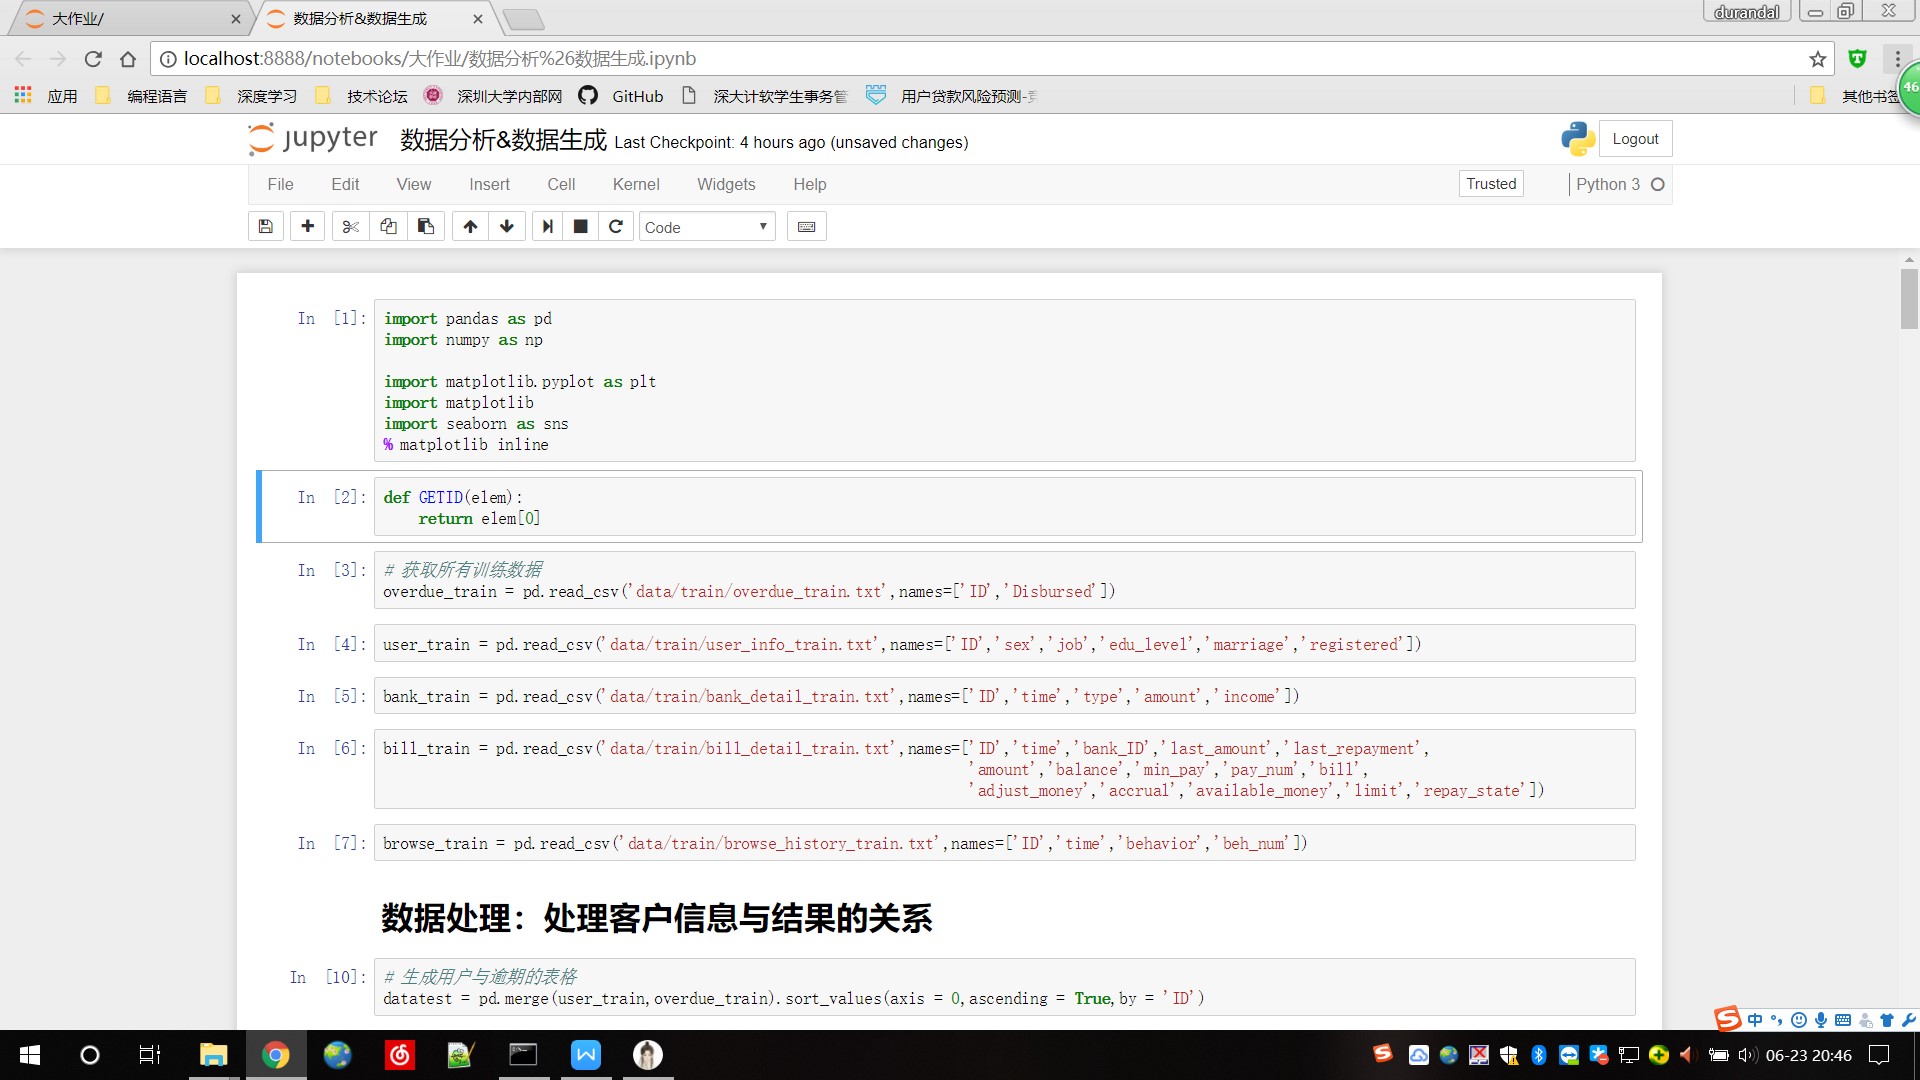 大作业/
数据分析&数据生成
durandal
localhost:8888/notebooks/大作业/数据分析%26数据生成.ipynb
应用 编程语言 深度学习 技术论坛 深圳大学内部网 GitHub 深大计软学生事务管 用户贷款风险预测-竞 其他书签
46
jupyter 数据分析&数据生成 Last Checkpoint: 4 hours ago (unsaved changes)
Logout
File Edit View Insert Cell Kernel Widgets Help
Trusted Python 3
Code
In [1]:
import pandas as pd
import numpy as np
import matplotlib.pyplot as plt
import matplotlib
import seaborn as sns
% matplotlib inline
In [2]:
def GETID(elem):
    return elem[0]
In [3]:
# 获取所有训练数据
overdue_train = pd.read_csv('data/train/overdue_train.txt',names=['ID','Disbursed'])
In [4]:
user_train = pd.read_csv('data/train/user_info_train.txt',names=['ID','sex','job','edu_level','marriage','registered'])
In [5]:
bank_train = pd.read_csv('data/train/bank_detail_train.txt',names=['ID','time','type','amount','income'])
In [6]:
bill_train = pd.read_csv('data/train/bill_detail_train.txt',names=['ID','time','bank_ID','last_amount','last_repayment',
'amount','balance','min_pay','pay_num','bill',
'adjust_money','accrual','available_money','limit','repay_state'])
In [7]:
browse_train = pd.read_csv('data/train/browse_history_train.txt',names=['ID','time','behavior','beh_num'])
数据处理：处理客户信息与结果的关系
In [10]:
# 生成用户与逾期的表格
datatest = pd.merge(user_train,overdue_train).sort_values(axis = 0,ascending = True,by = 'ID')
中
06-23 20:46